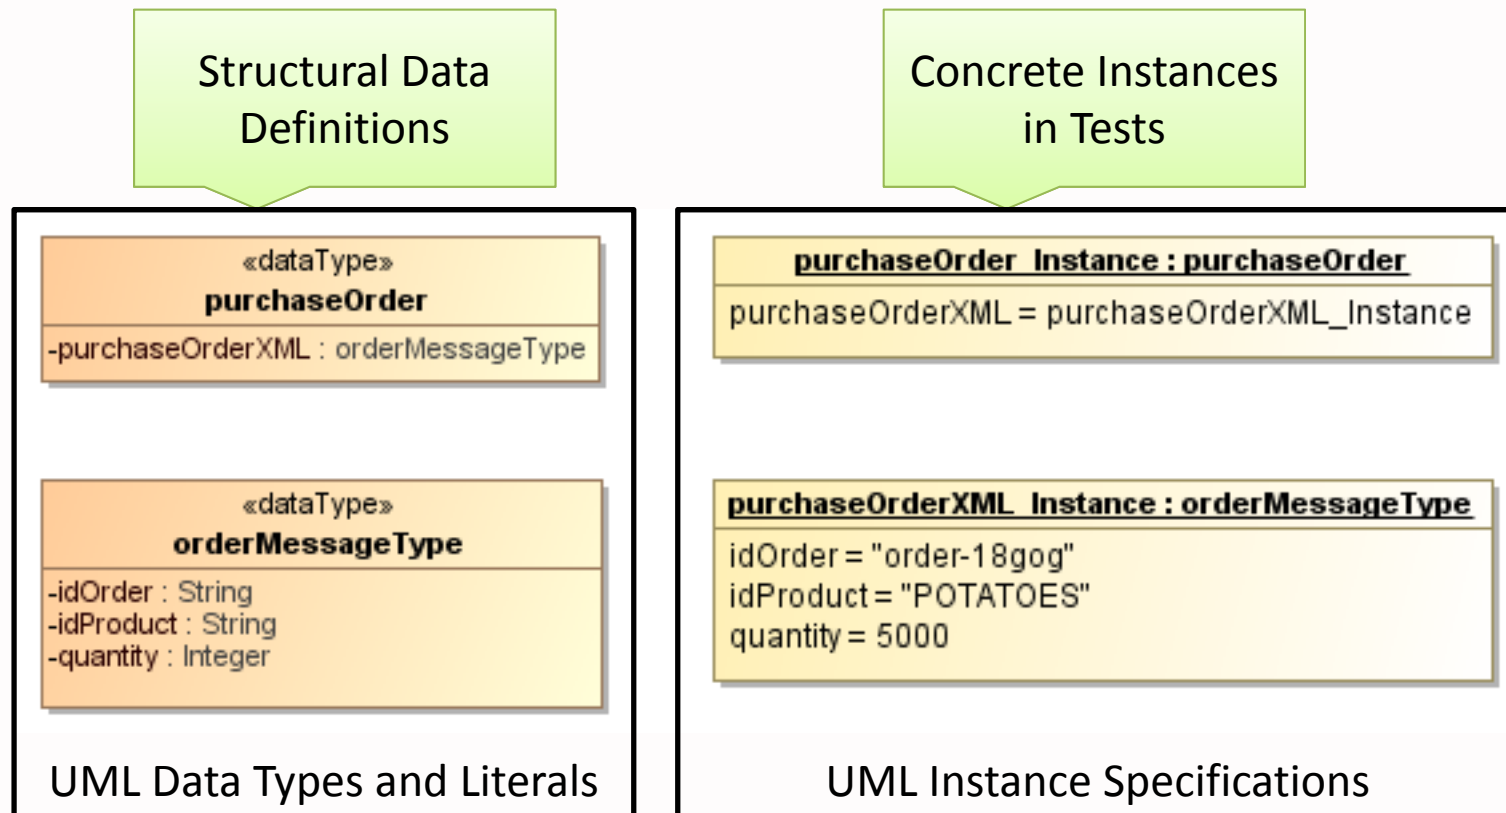 Structural Data
Definitions
Concrete Instances
in Tests
«dataType»
purchaseOrder
-purchaseOrderXML : orderMessageType
«dataType»
orderMessageType
-idOrder : String
-idProduct : String
-quantity : Integer
UML Data Types and Literals
purchaseOrder_Instance : purchaseOrder
purchaseOrderXML = purchaseOrderXML_Instance
purchaseOrderXML_Instance : orderMessageType
idOrder = "order-18gog"
idProduct = "POTATOES"
quantity = 5000
UML Instance Specifications